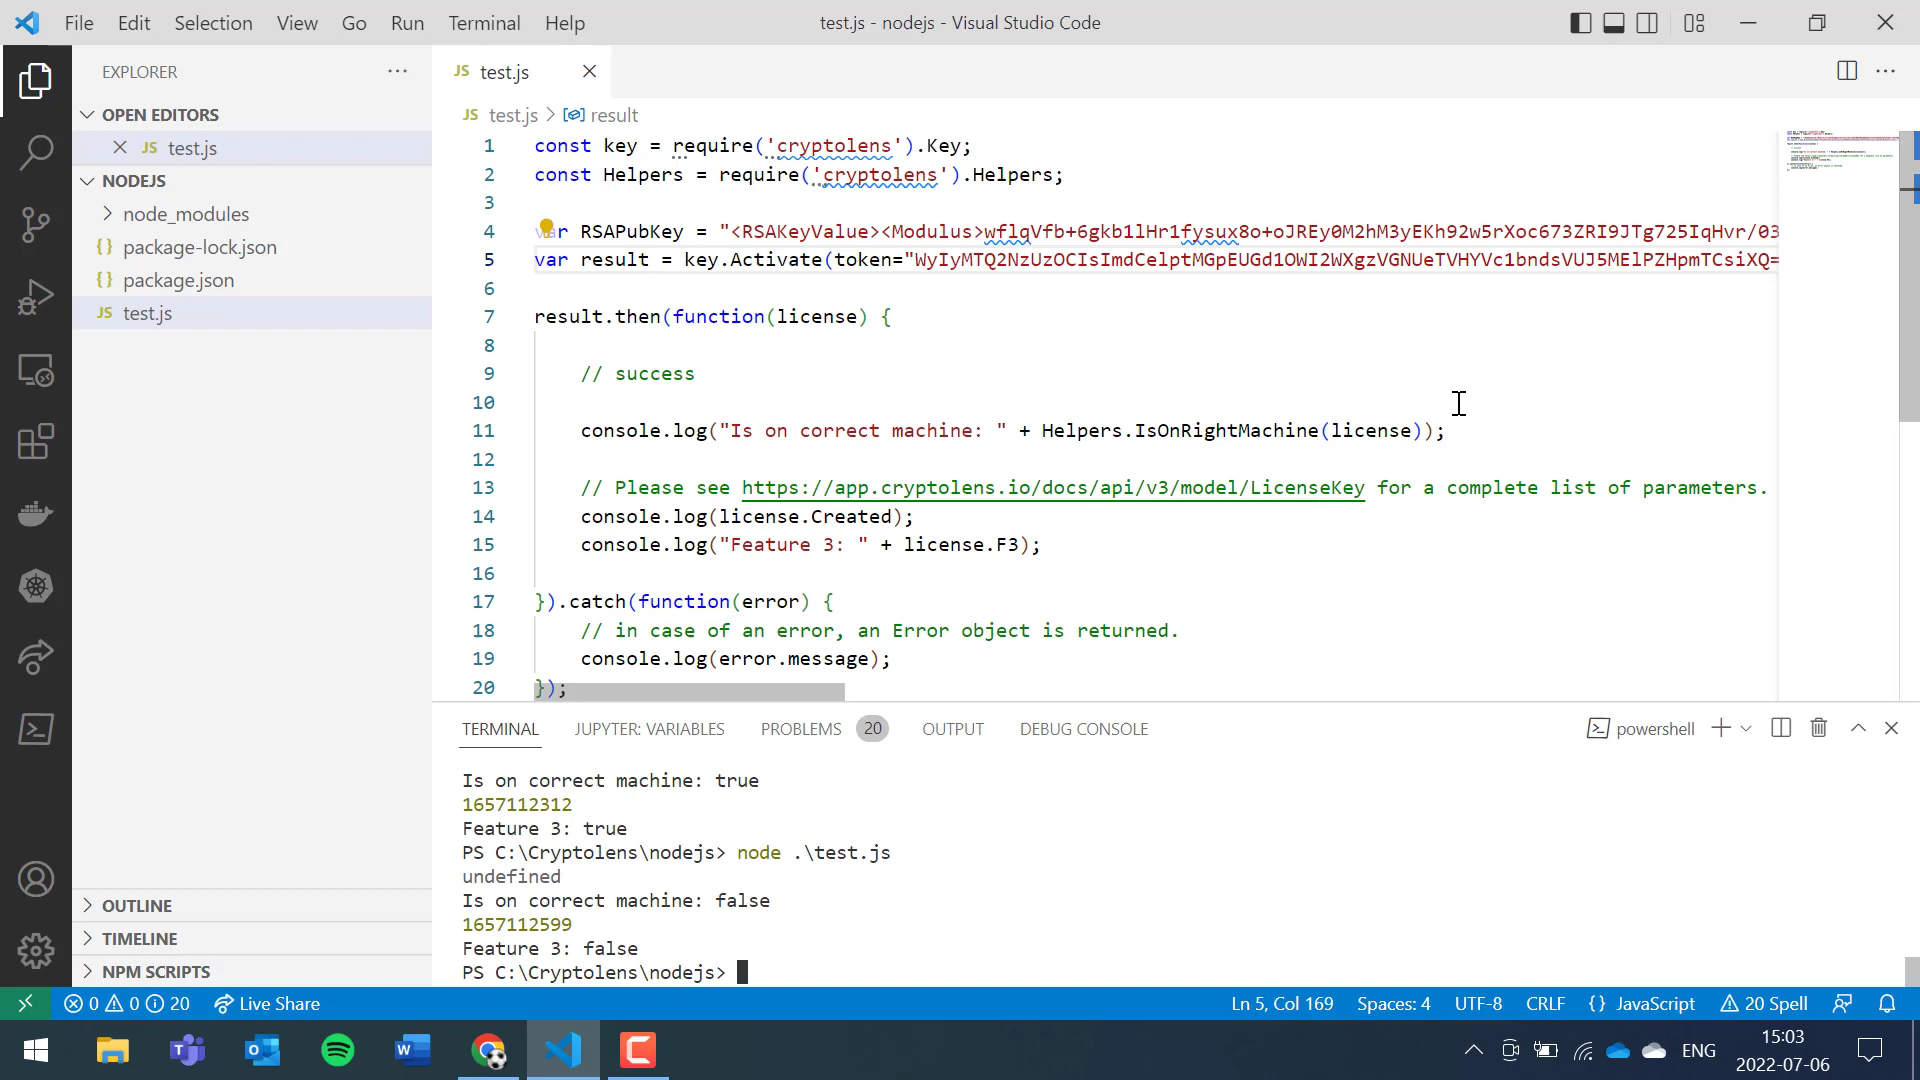 File Edit Selection View Go Run Terminal Help
test.js - nodejs - Visual Studio Code
EXPLORER
OPEN EDITORS
JS test.js
NODEJS
node_modules
{} package-lock.json
{} package.json
JS test.js
OUTLINE
TIMELINE
NPM SCRIPTS
JS test.js
JS test.js > result
1 const key = require('cryptolens').Key;
2 const Helpers = require('cryptolens').Helpers;
3
4 var RSAPubKey = "<RSAKeyValue><Modulus>wflqVfb+6gkb1lHr1fysux8o+oJREy0M2hM3yEKh92w5rXoc673ZRI9JTg725IqHvr/03
5 var result = key.Activate(token="WyIyMTQ2NzUzOCIsImdCelptMGpEUGd1OWI2WXgzVGNUeTVHYVc1bndsVUJ5MElPZHpmTCsiXQ=
6
7 result.then(function(license) {
8
9 // success
10
11 console.log("Is on correct machine: " + Helpers.IsOnRightMachine(license));
12
13 // Please see https://app.cryptolens.io/docs/api/v3/model/LicenseKey for a complete list of parameters.
14 console.log(license.Created);
15 console.log("Feature 3: " + license.F3);
16
17 }).catch(function(error) {
18 // in case of an error, an Error object is returned.
19 console.log(error.message);
20 });
TERMINAL JUPYTER: VARIABLES PROBLEMS 20 OUTPUT DEBUG CONSOLE
powershell
Is on correct machine: true
1657112312
Feature 3: true
PS C:\Cryptolens\nodejs> node .\test.js
undefined
Is on correct machine: false
1657112599
Feature 3: false
PS C:\Cryptolens\nodejs>
0 0 20 Live Share
Ln 5, Col 169 Spaces: 4 UTF-8 CRLF {} JavaScript 20 Spell
ENG
15:03
2022-07-06